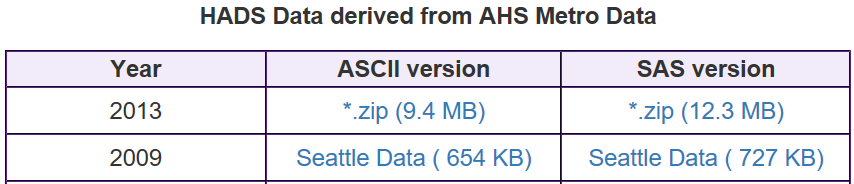 HADS Data derived from AHS Metro Data
Year ASCII version SAS version
2013 *.zip (9.4 MB) *.zip (12.3 MB)
2009 Seattle Data ( 654 KB) Seattle Data ( 727 KB)